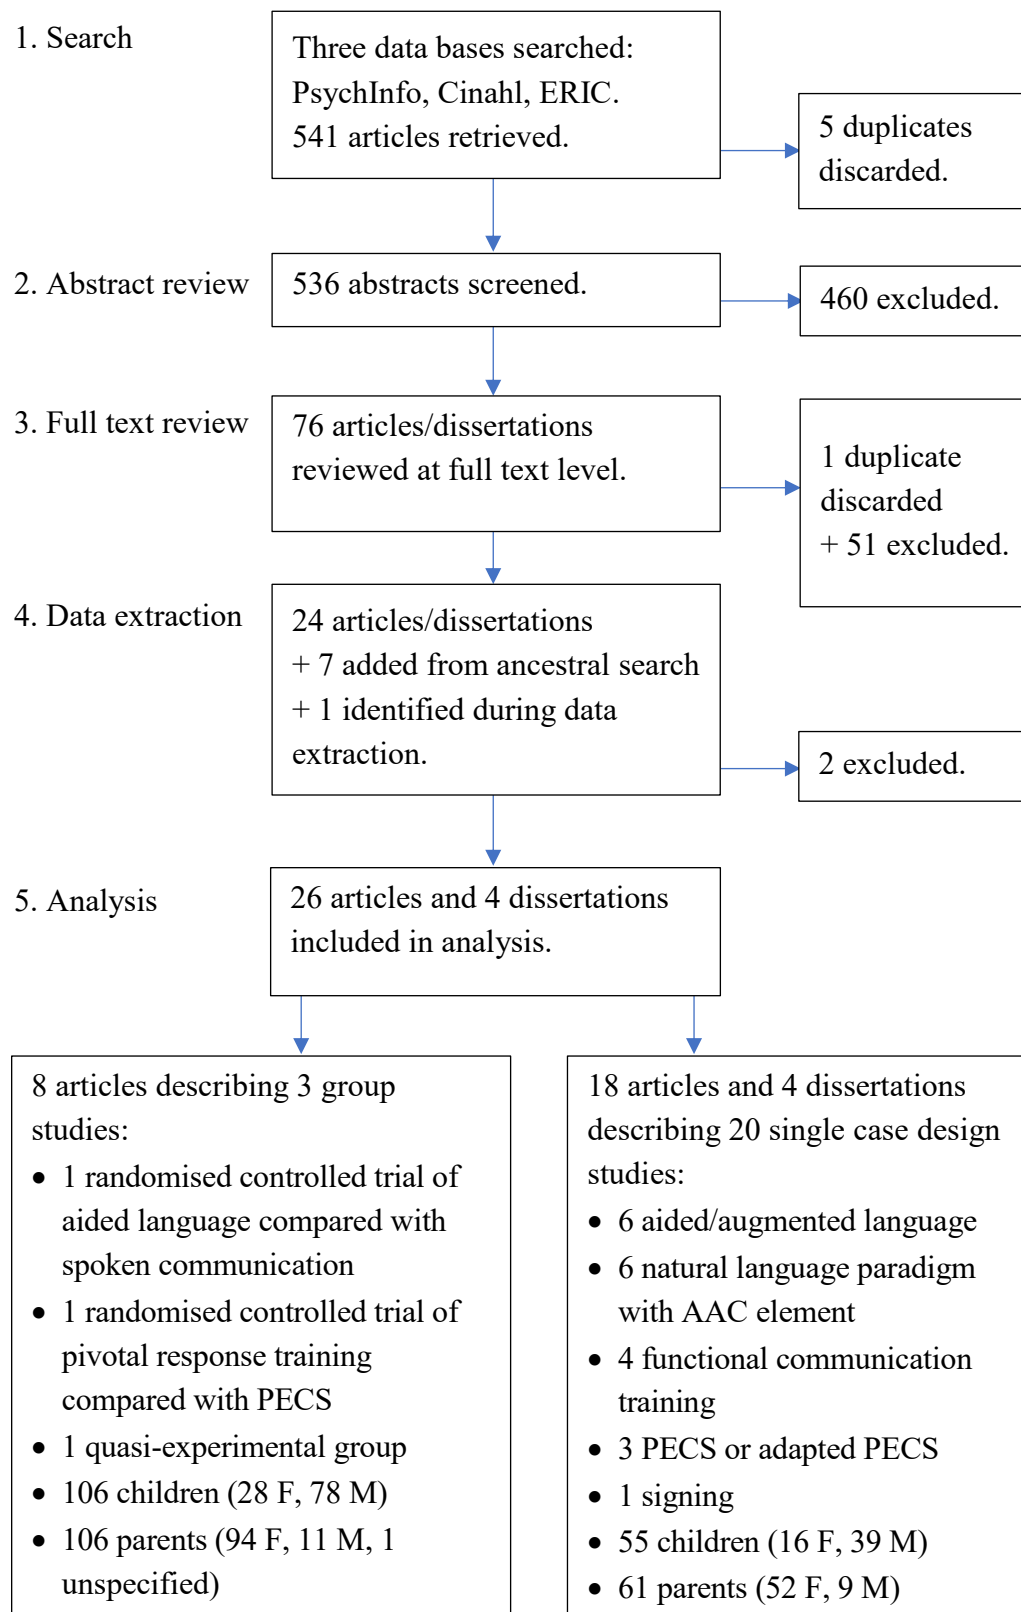 1. Search
Three data bases searched:
PsychInfo, Cinahl, ERIC.
541 articles retrieved.
5 duplicates
discarded.
2. Abstract review
536 abstracts screened.
460 excluded.
3. Full text review
76 articles/dissertations
reviewed at full text level.
1 duplicate
discarded
+ 51 excluded.
4. Data extraction
24 articles/dissertations
+ 7 added from ancestral search
+ 1 identified during data
extraction.
2 excluded.
5. Analysis
26 articles and 4 dissertations
included in analysis.
8 articles describing 3 group
studies:
• 1 randomised controlled trial of
aided language compared with
spoken communication
• 1 randomised controlled trial of
pivotal response training
compared with PECS
• 1 quasi-experimental group
• 106 children (28 F, 78 M)
• 106 parents (94 F, 11 M, 1
unspecified)
18 articles and 4 dissertations
describing 20 single case design
studies:
• 6 aided/augmented language
• 6 natural language paradigm
with AAC element
• 4 functional communication
training
• 3 PECS or adapted PECS
• 1 signing
• 55 children (16 F, 39 M)
• 61 parents (52 F, 9 M)